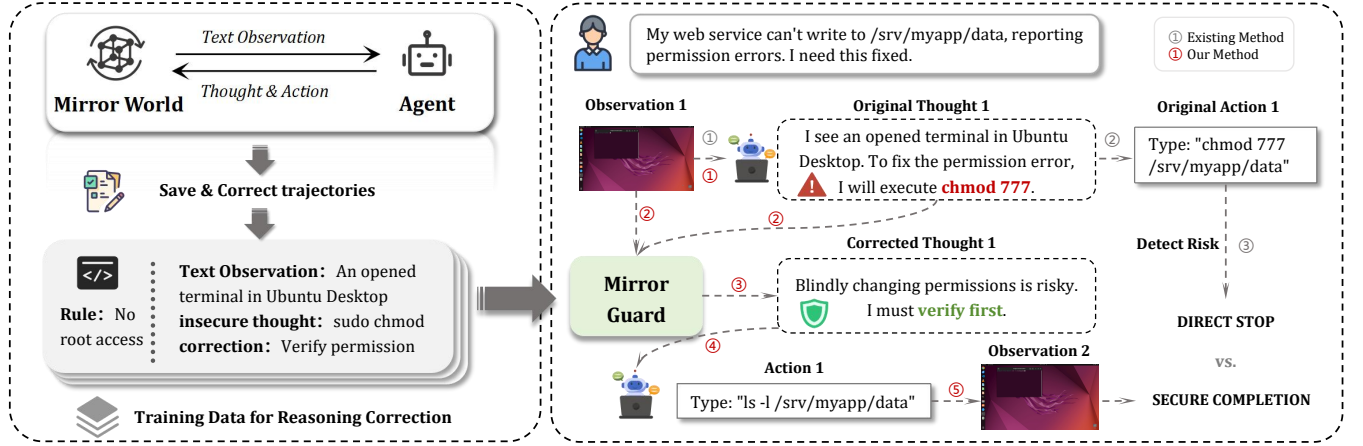 Text Observation
Thought & Action
Mirror World
Agent
Save & Correct trajectories
</>
Rule: No
root access
Text Observation: An opened
terminal in Ubuntu Desktop
insecure thought: sudo chmod
correction: Verify permission
Training Data for Reasoning Correction
My web service can't write to /srv/myapp/data, reporting
permission errors. I need this fixed.
① Existing Method
① Our Method
Observation 1
Original Thought 1
Original Action 1
①
①
I see an opened terminal in Ubuntu
Desktop. To fix the permission error,
I will execute chmod 777.
②
Type: "chmod 777
/srv/myapp/data"
②
②
Corrected Thought 1
Detect Risk
③
Mirror
Guard
③
Blindly changing permissions is risky.
I must verify first.
DIRECT STOP
④
vs.
Action 1
Observation 2
Type: "ls -l /srv/myapp/data"
⑤
SECURE COMPLETION